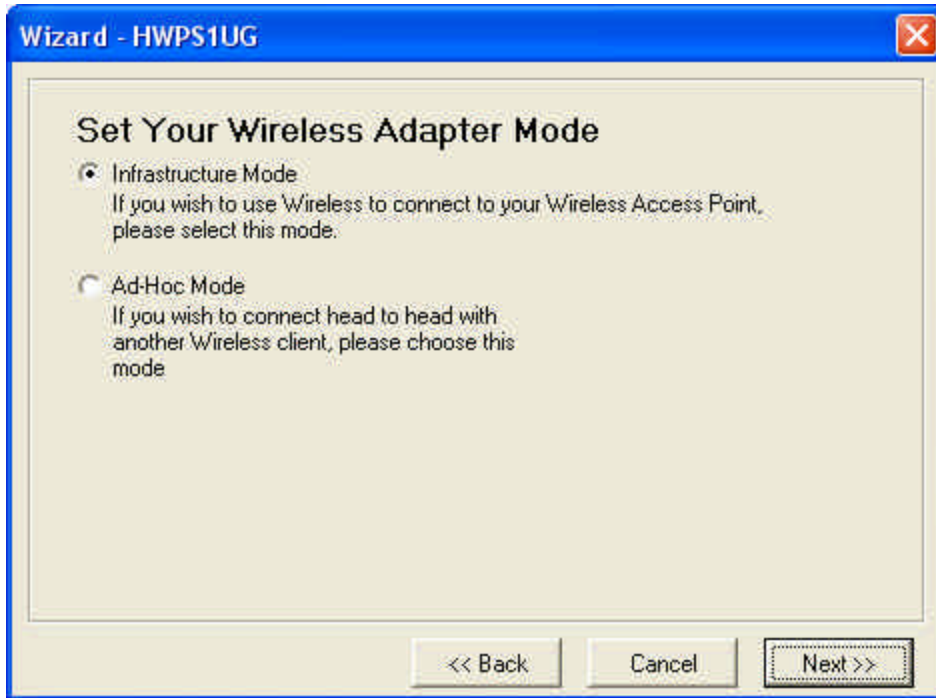 Wizard - HWPS1UG
Set Your Wireless Adapter Mode
Infrastructure Mode
If you wish to use Wireless to connect to your Wireless Access Point,
please select this mode.
Ad-Hoc Mode
If you wish to connect head to head with
another Wireless client, please choose this
mode
<< Back
Cancel
Next >>